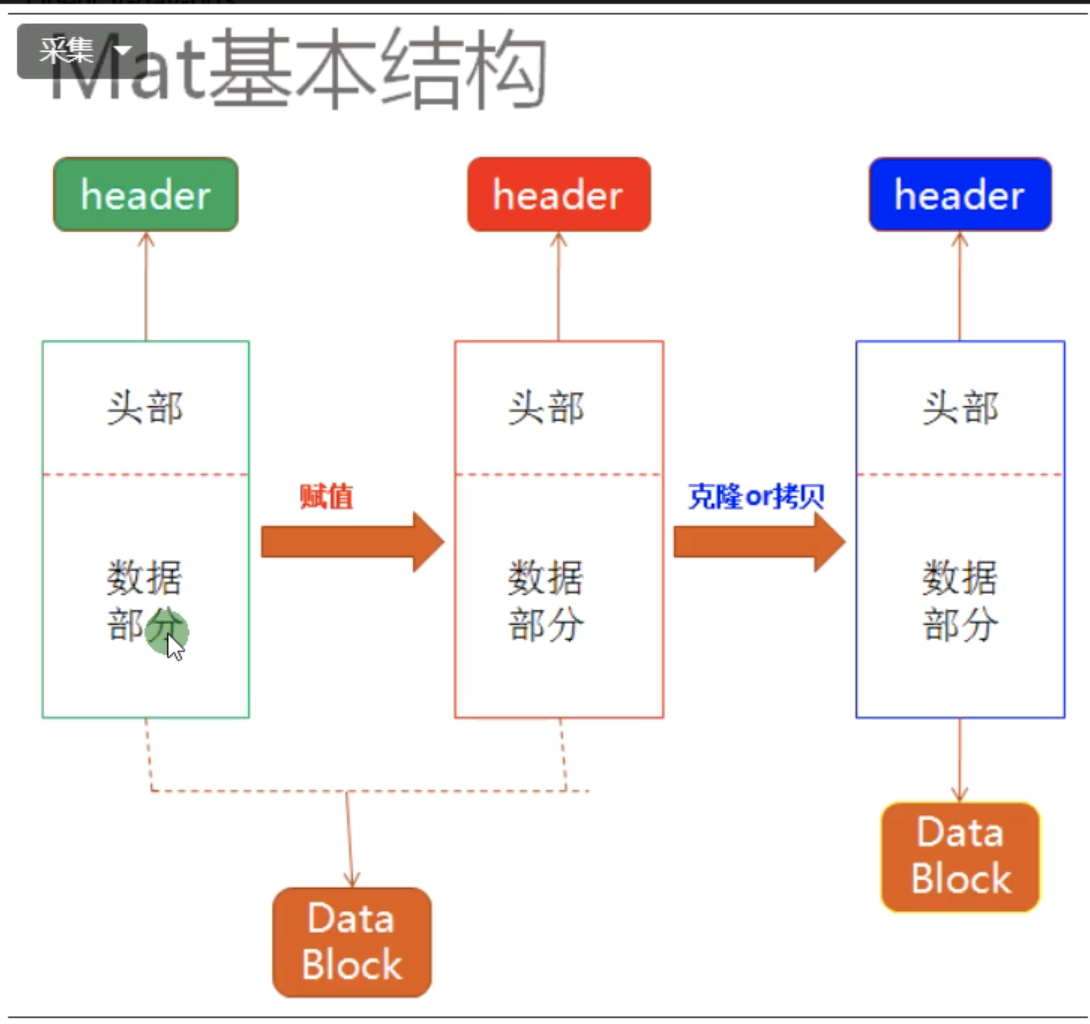 采集
Mat基本结构
header
header
header
头部
头部
头部
赋值
克隆or拷贝
数据
部分
数据
部分
数据
部分
Data
Block
Data
Block